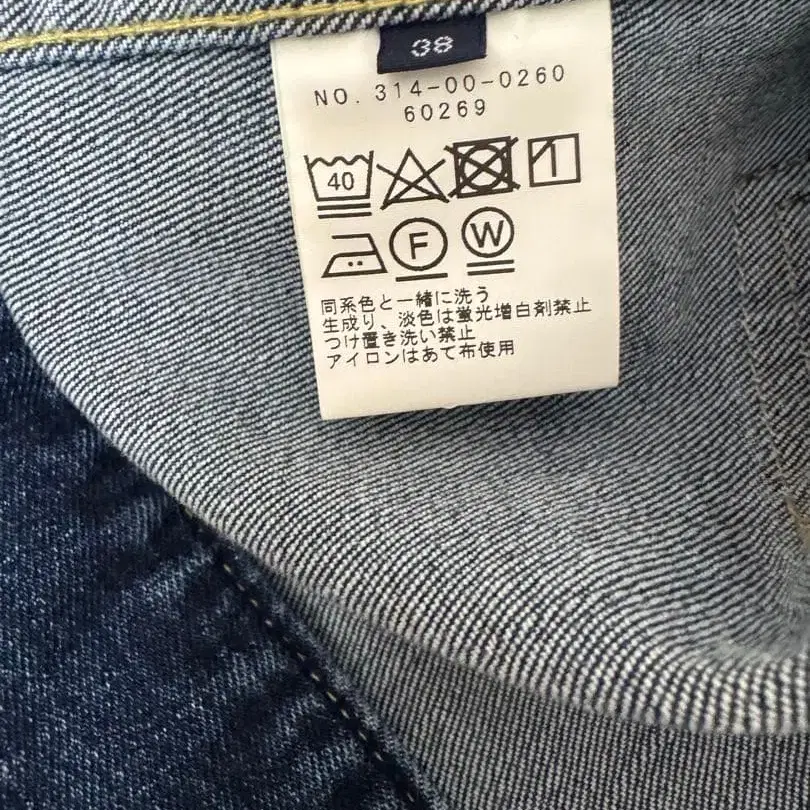 38
NO. 314-00-0260
60269
40
F W
同系色と一緒に洗う
生成り、淡色は蛍光増白剤禁止
つけ置き洗い禁止
アイロンはあて布使用